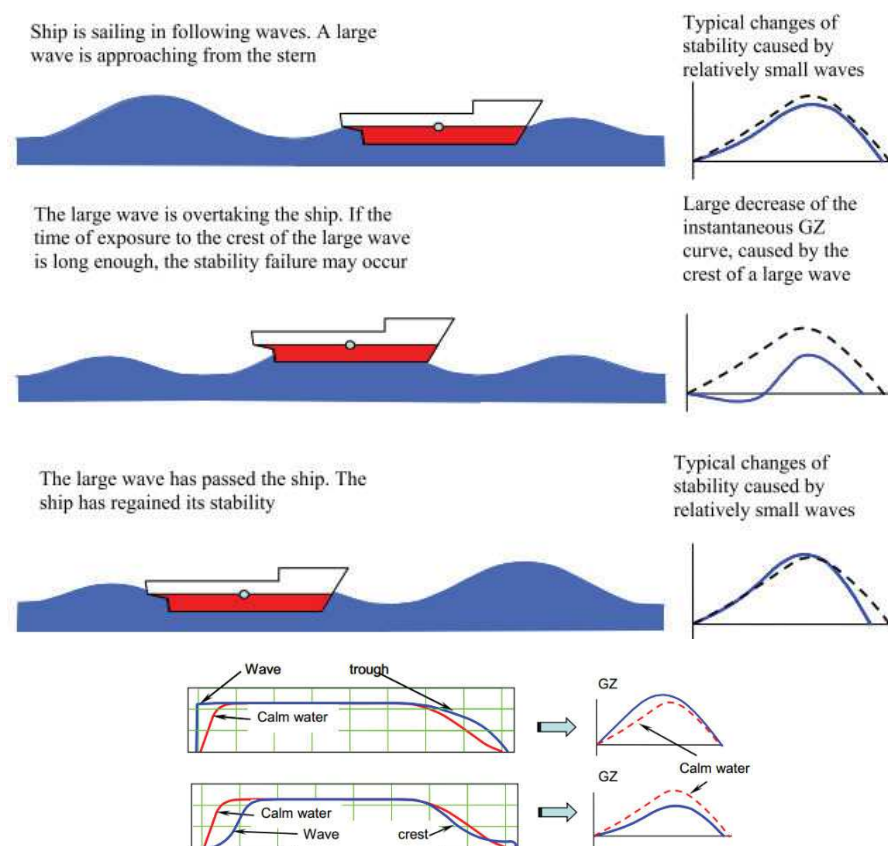 Ship is sailing in following waves. A large
wave is approaching from the stern
Typical changes of
stability caused by
relatively small waves
The large wave is overtaking the ship. If the
time of exposure to the crest of the large wave
is long enough, the stability failure may occur
Large decrease of the
instantaneous GZ
curve, caused by the
crest of a large wave
The large wave has passed the ship. The
ship has regained its stability
Typical changes of
stability caused by
relatively small waves
Wave
trough
Calm water
GZ
Calm water
GZ
Calm water
Wave
crest